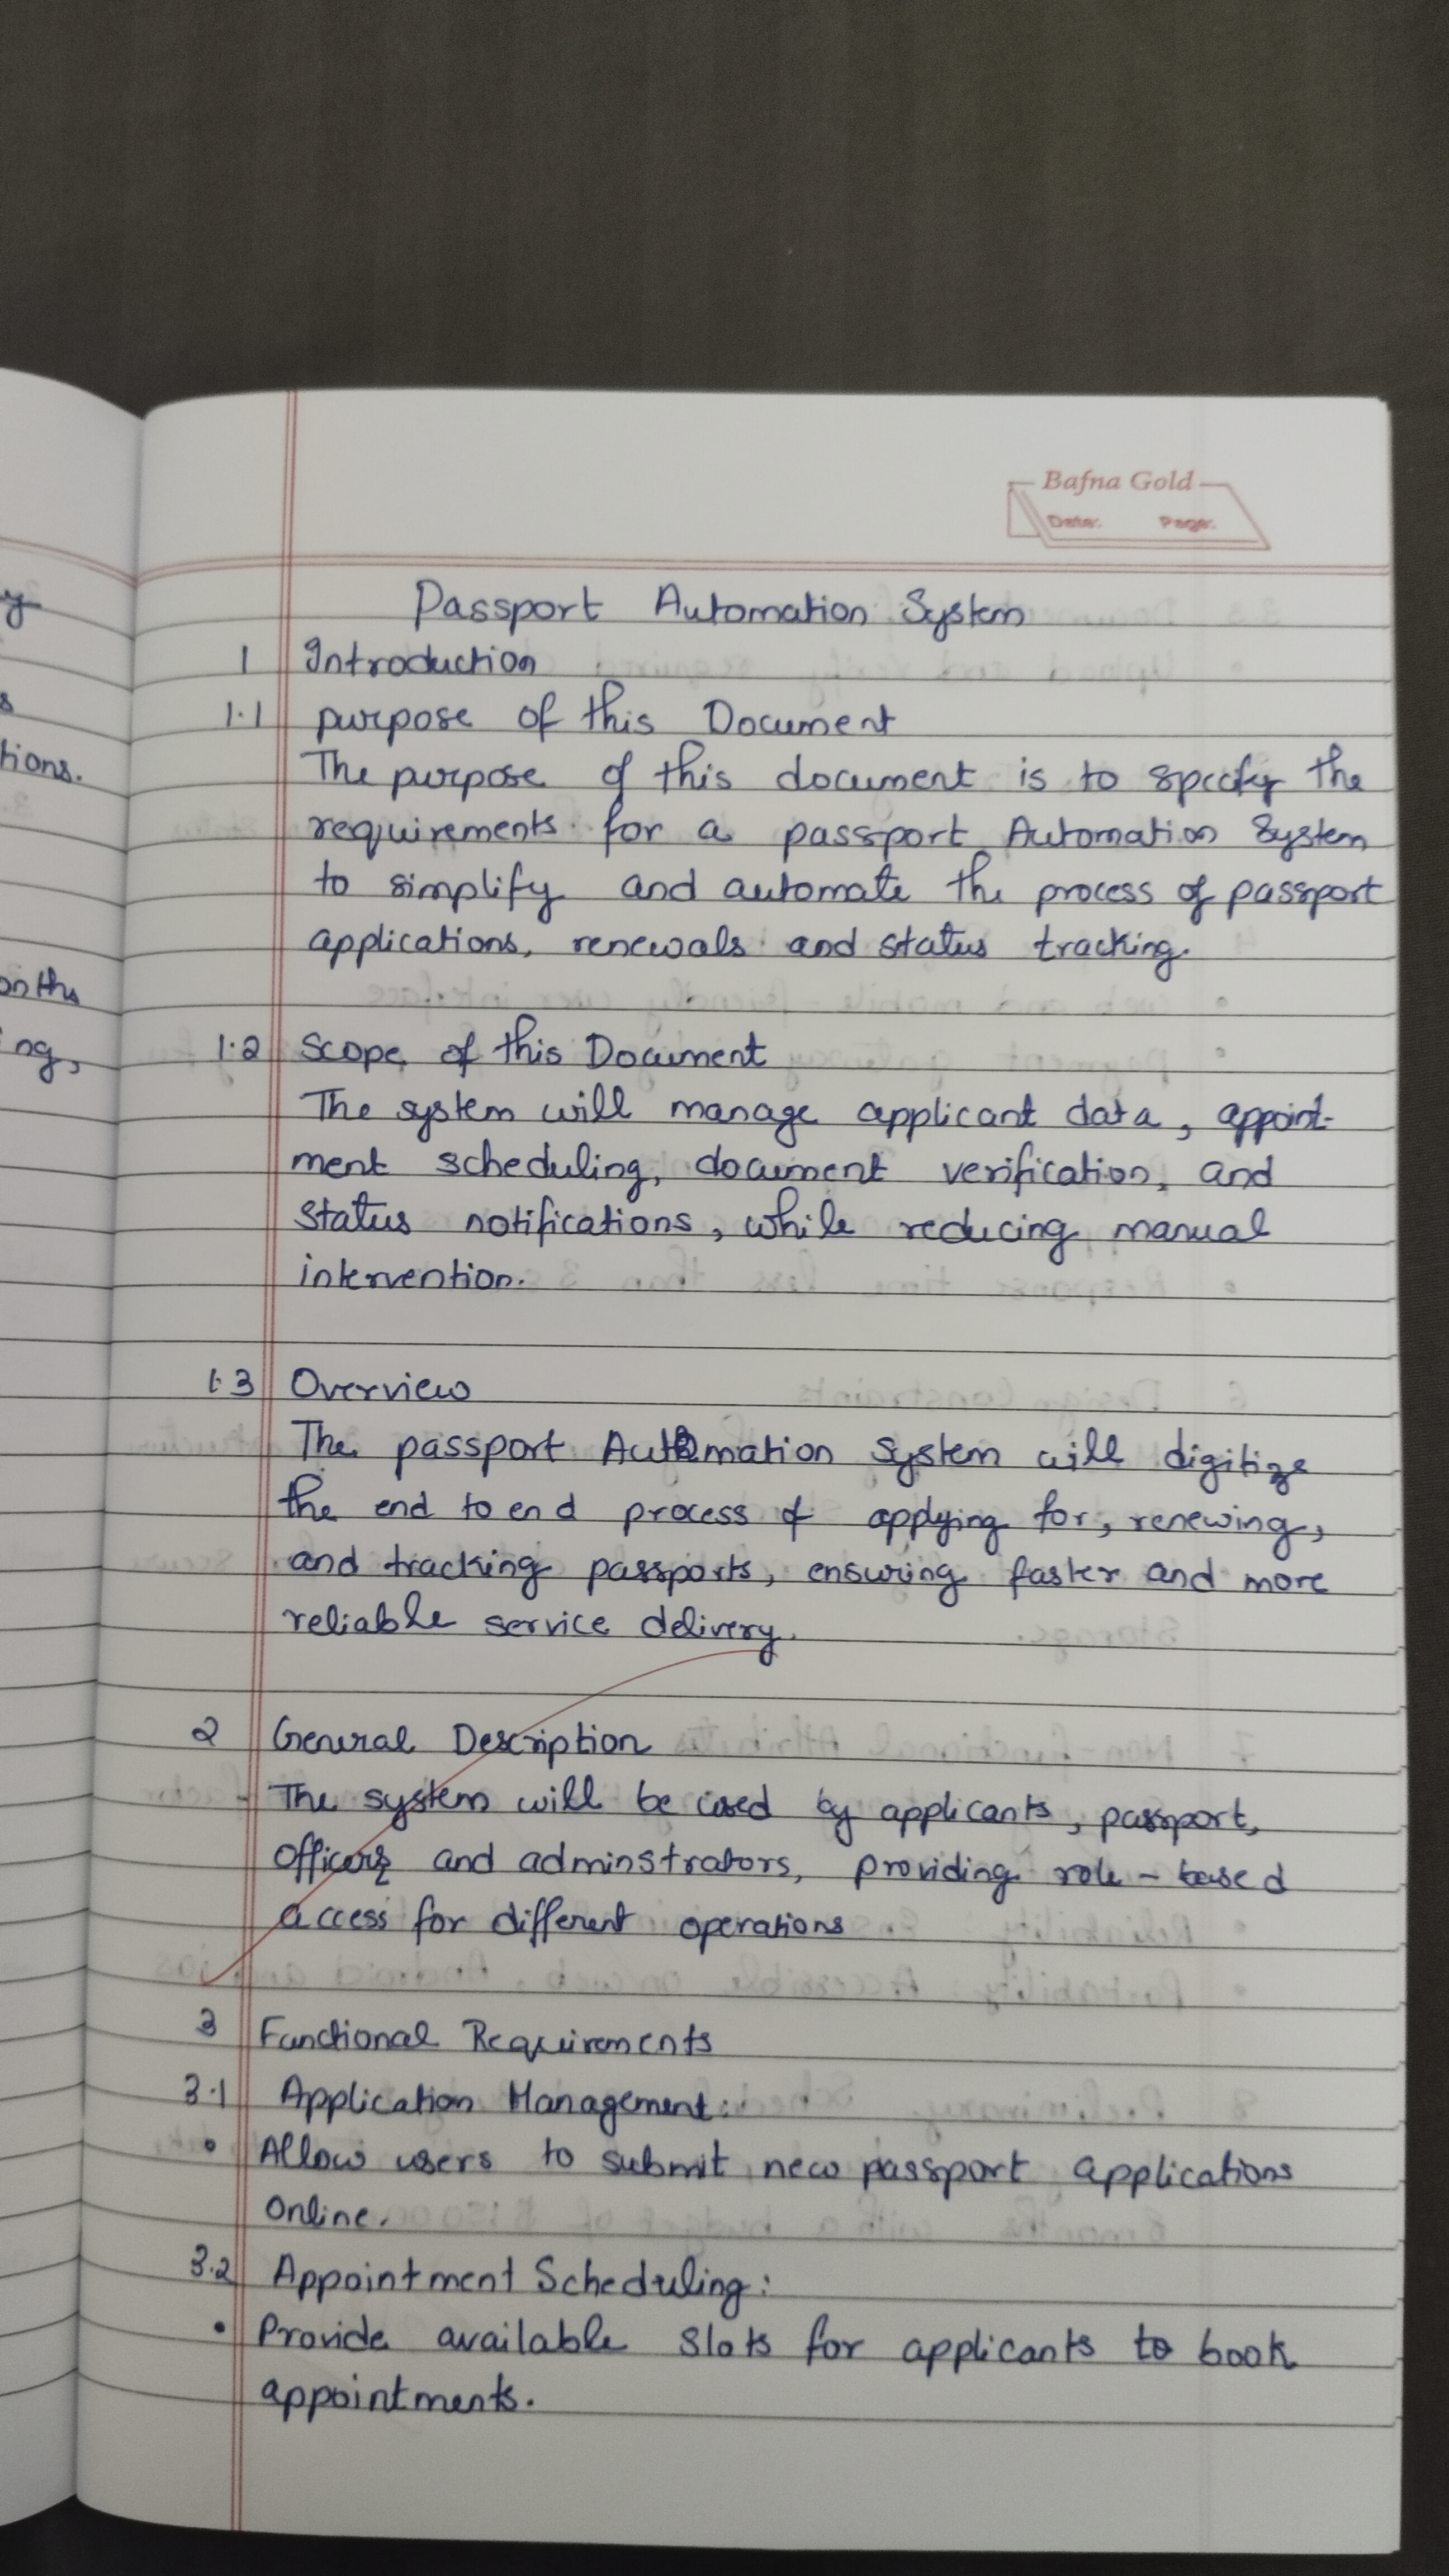 Bafna Gold
Date: Page:
Passport Automation System
1 Introduction
1.1 purpose of this Document
The purpose of this document is to specify the
requirements for a passport Automation System
to simplify and automate the process of passport
applications, renewals and status tracking.
1.2 Scope of this Document
The system will manage applicant data, appoint-
ment scheduling, document verification, and
status notifications, while reducing manual
intervention.
1.3 Overview
The passport Automation system will digitize
the end to end process of applying for, renewing,
and tracking passports, ensuring faster and more
reliable service delivery.
2 General Description
- The system will be used by applicants, passport,
officers and adminstrators, providing role - based
access for different operations
3 Functional Requirements
3.1 Application Management:
• Allow users to submit new passport applications
online.
3.2 Appointment Scheduling:
• Provide available slots for applicants to book
appointments.